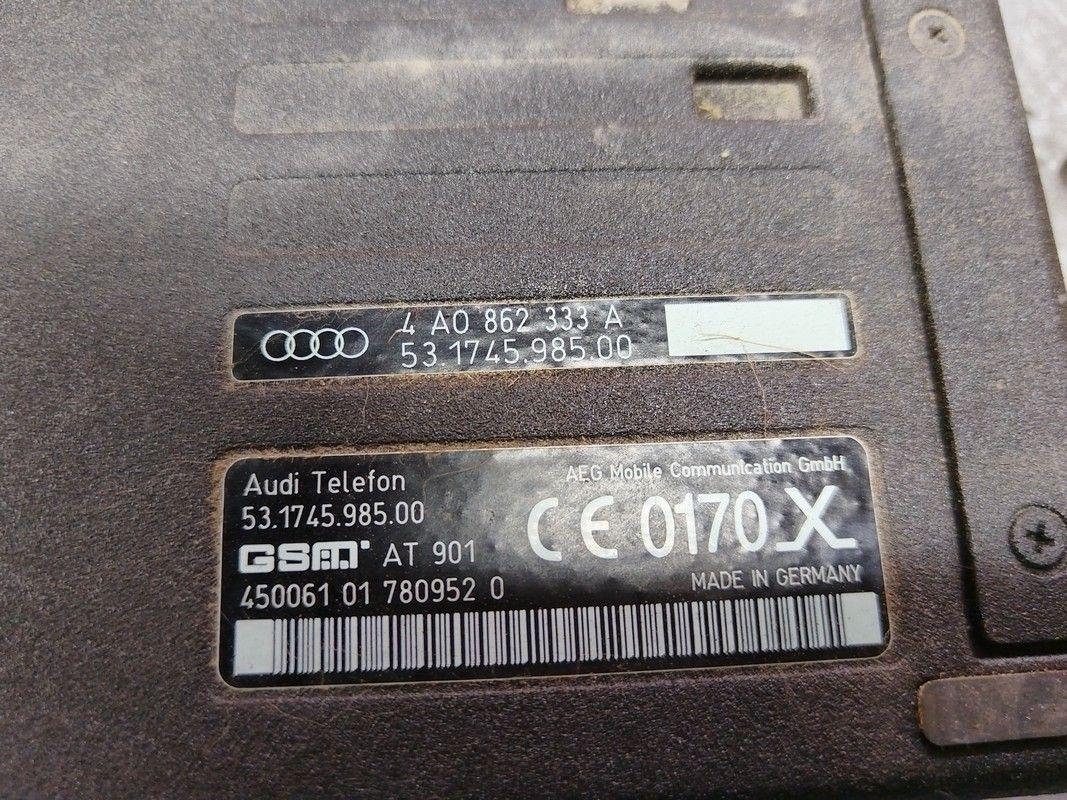 4 A0 862 333 A
53.1745.985.00
Audi Telefon
AEG Mobile Communication GmbH
53.1745.985.00
CE 0170 X
GSM AT 901
450061 01 780952 0
MADE IN GERMANY